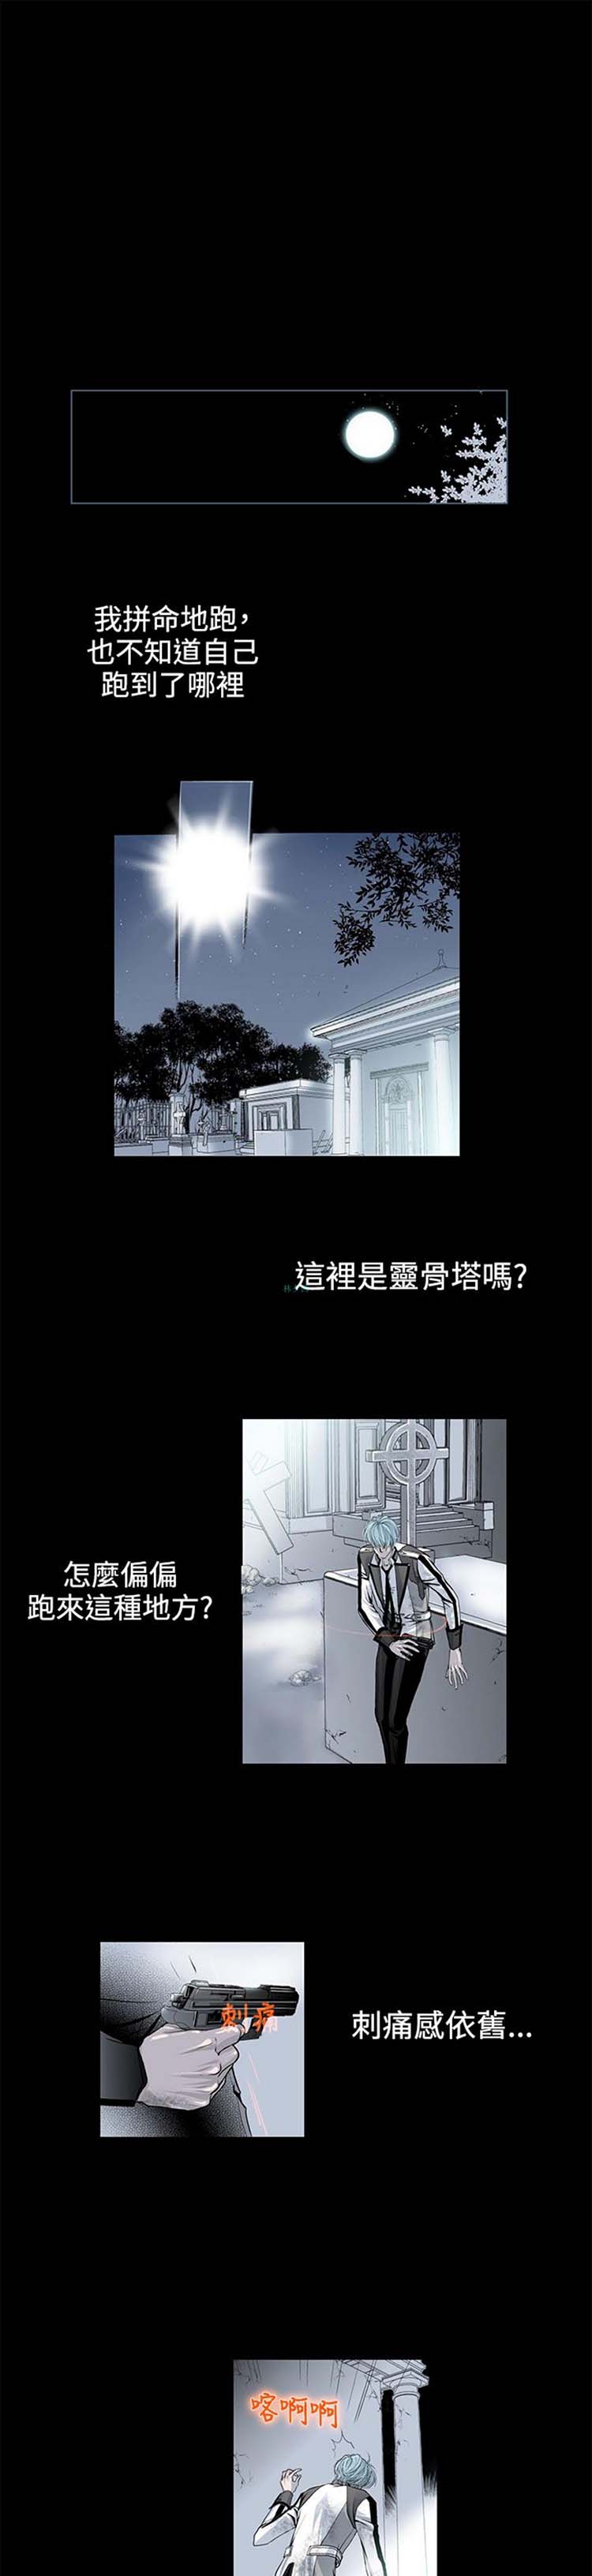 我拼命地跑，
也不知道自己
跑到了哪裡
這裡是靈骨塔嗎？
怎麼偏偏
跑來這種地方？
刺痛
刺痛感依舊...
喀啊啊